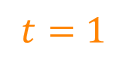 t = 1